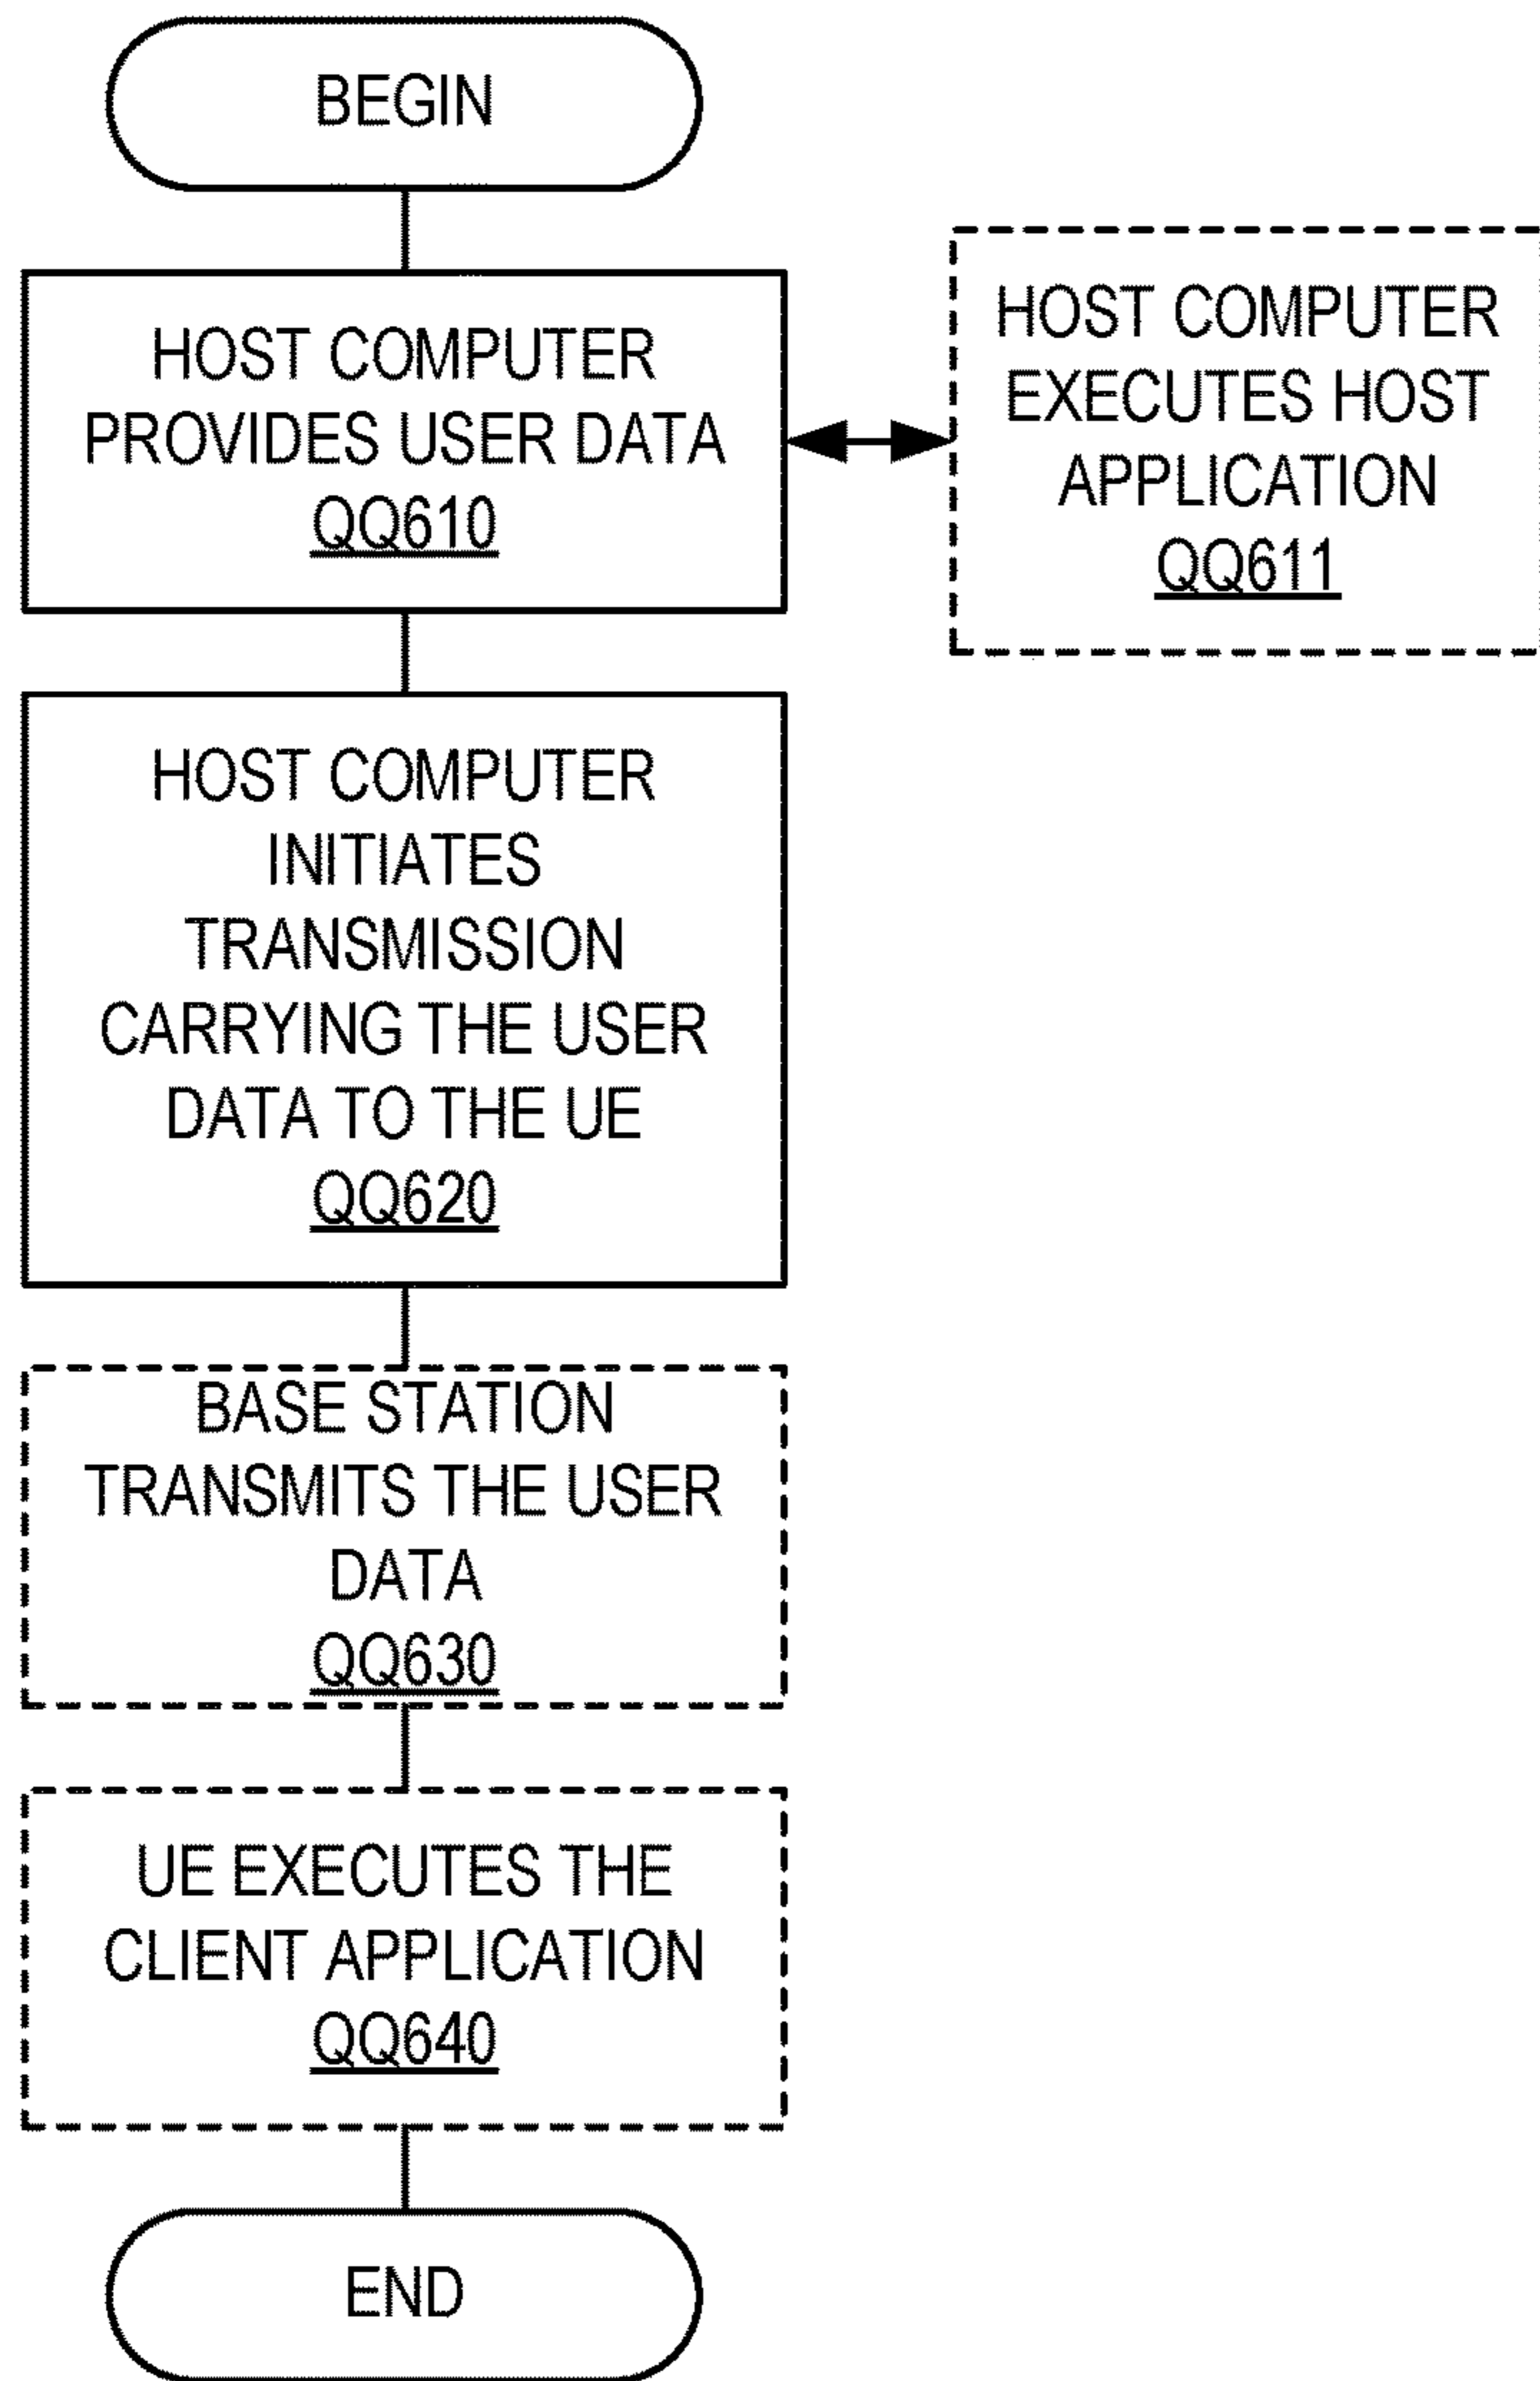 BEGIN
HOST COMPUTER
PROVIDES USER DATA
QQ610
HOST COMPUTER
EXECUTES HOST
APPLICATION
QQ611
HOST COMPUTER
INITIATES
TRANSMISSION
CARRYING THE USER
DATA TO THE UE
QQ620
BASE STATION
TRANSMITS THE USER
DATA
QQ630
UE EXECUTES THE
CLIENT APPLICATION
QQ640
END